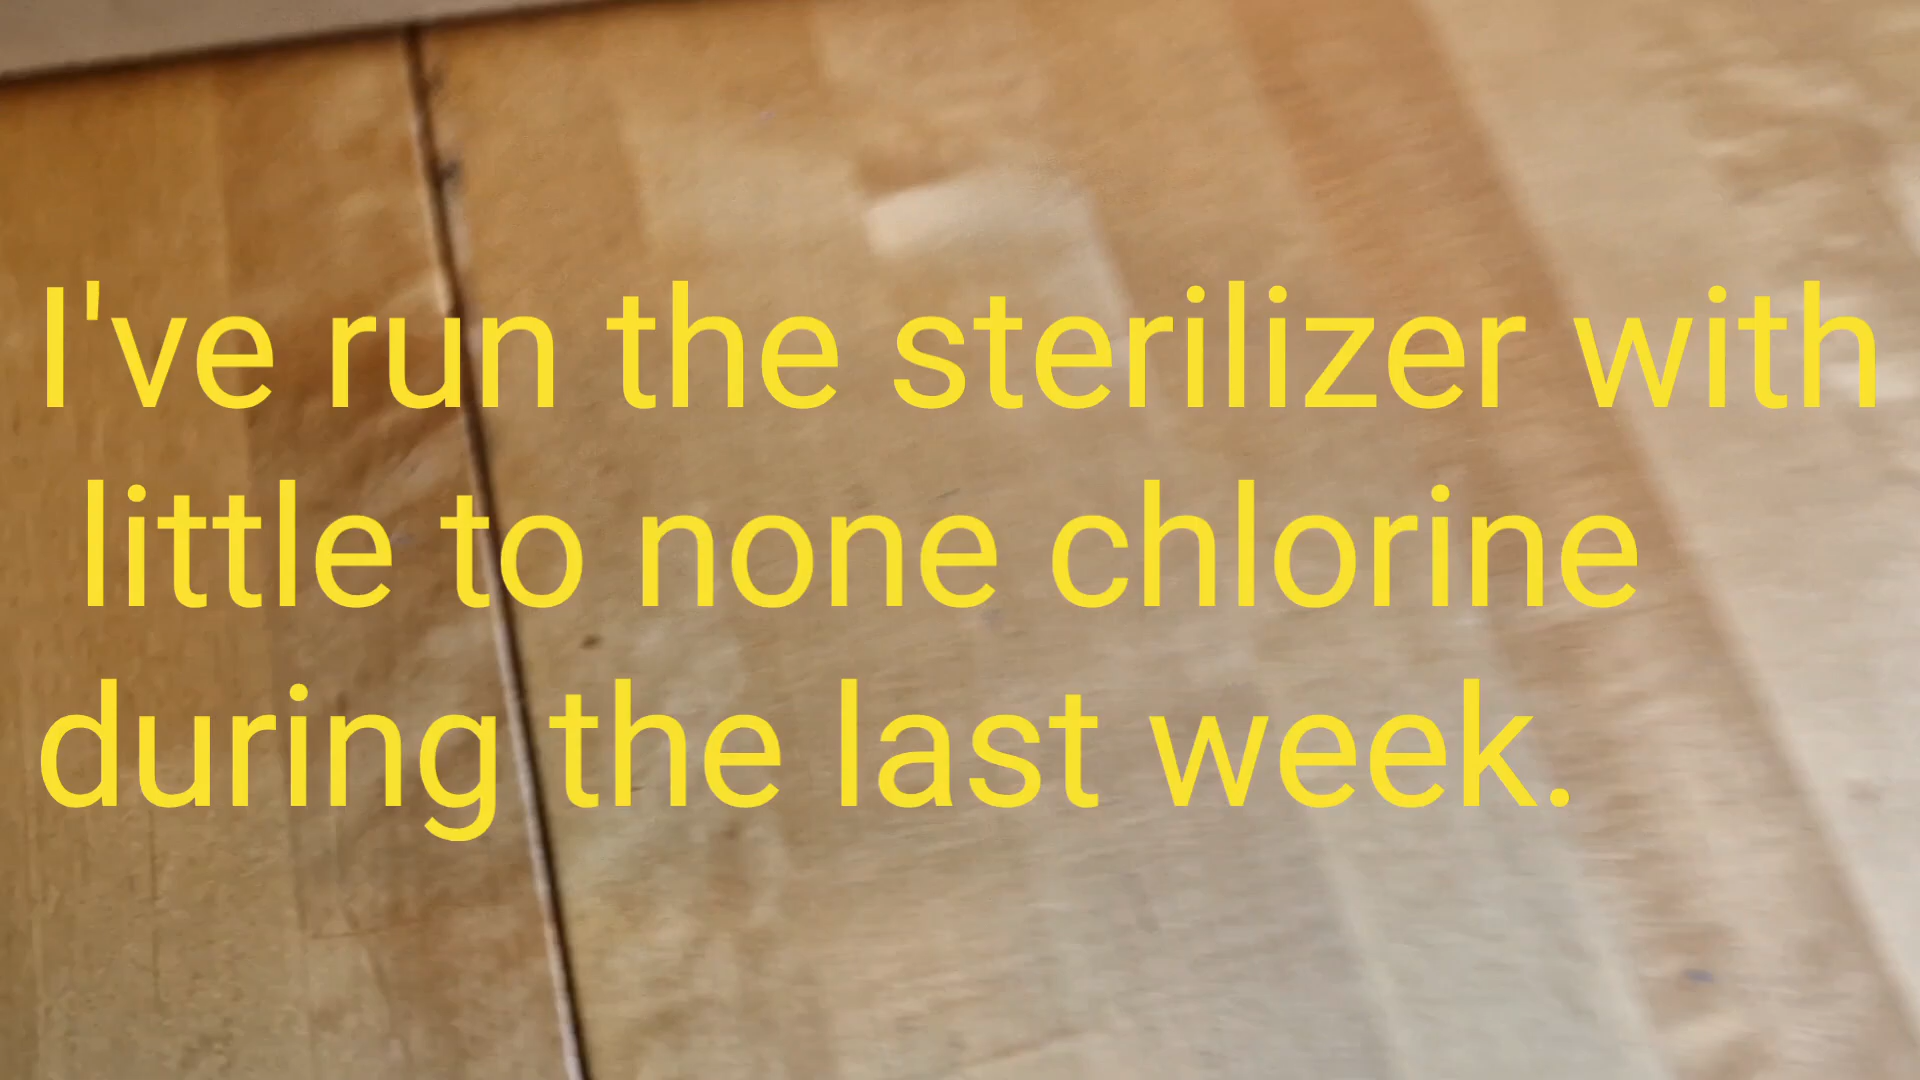 I've run the sterilizer with
little to none chlorine
during the last week.